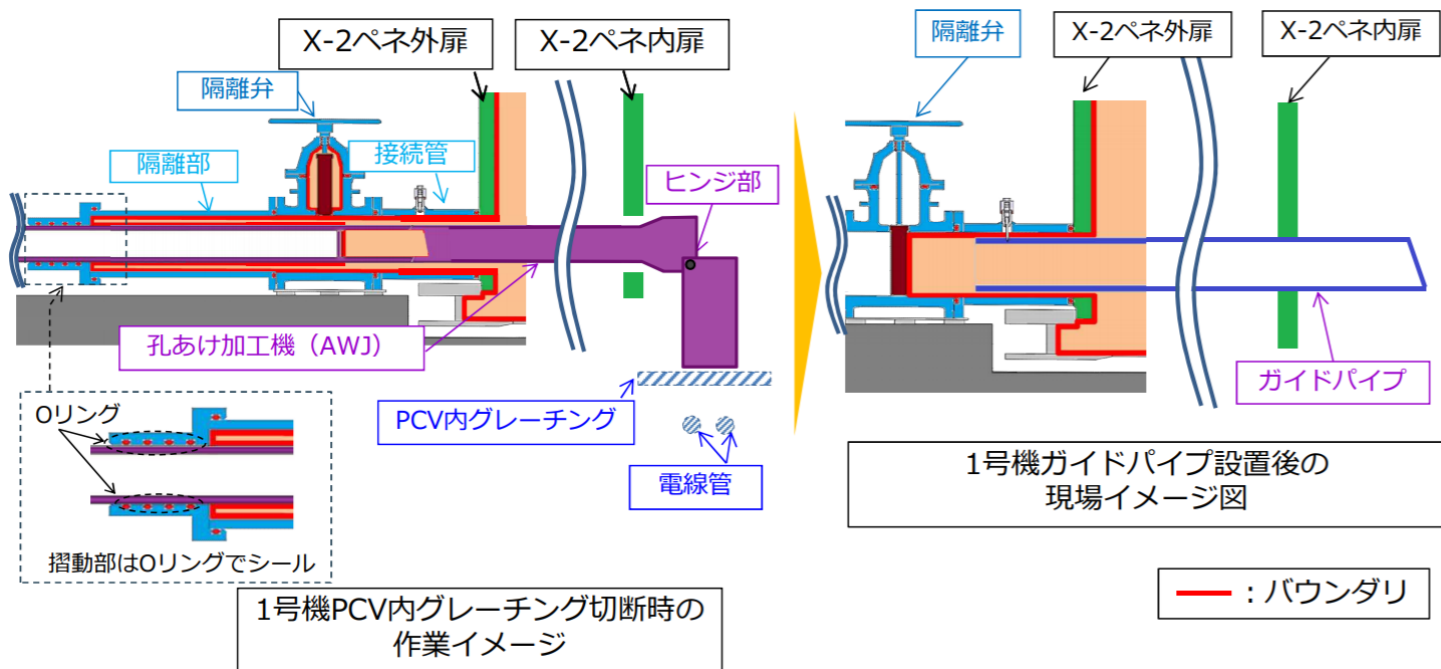 X-2ペネ外扉
X-2ペネ内扉
隔離弁
隔離部
接続管
ヒンジ部
孔あけ加工機（AWJ）
PCV内グレーチング
電線管
Oリング
摺動部はOリングでシール
1号機PCV内グレーチング切断時の
作業イメージ
隔離弁
X-2ペネ外扉
X-2ペネ内扉
ガイドパイプ
1号機ガイドパイプ設置後の
現場イメージ図
：バウンダリ